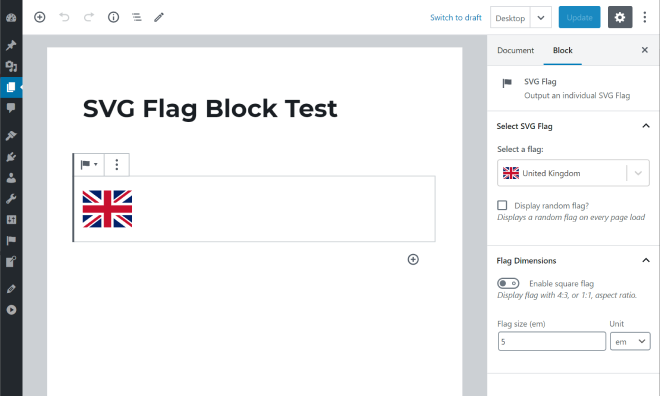 Switch to draft
Desktop
Update
SVG Flag Block Test
Document
Block
SVG Flag
Output an individual SVG Flag
Select SVG Flag
Select a flag:
United Kingdom
Display random flag?
Displays a random flag on every page load
Flag Dimensions
Enable square flag
Display flag with 4:3, or 1:1, aspect ratio.
Flag size (em)
Unit
5
em